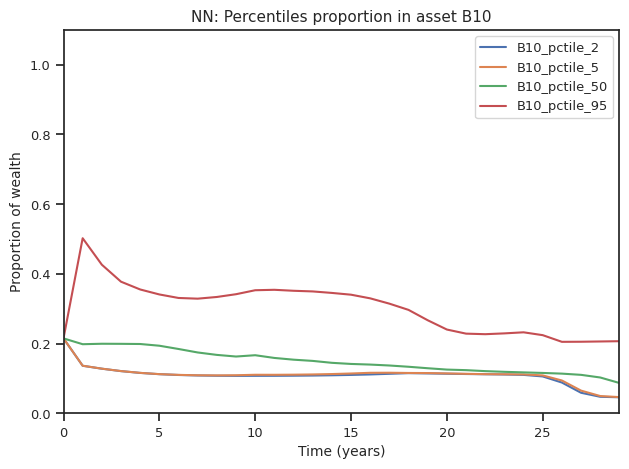 NN: Percentiles proportion in asset B10
B10_pctile_2
B10_pctile_5
B10_pctile_50
B10_pctile_95
Proportion of wealth
1.0
0.8
0.6
0.4
0.2
0.0
0 5 10 15 20 25
Time (years)